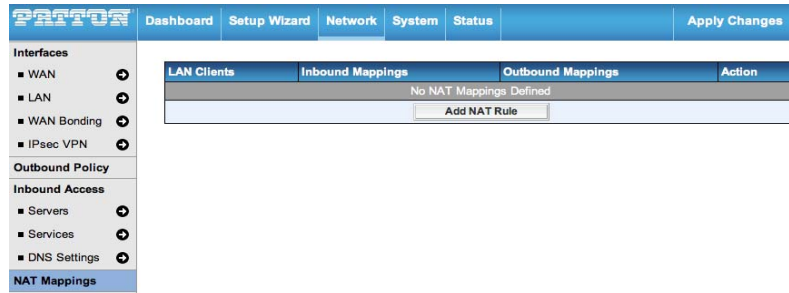 PATTON
Dashboard Setup Wizard Network System Status Apply Changes
Interfaces
WAN
LAN
WAN Bonding
IPsec VPN
Outbound Policy
Inbound Access
Servers
Services
DNS Settings
NAT Mappings
LAN Clients Inbound Mappings Outbound Mappings Action
No NAT Mappings Defined
Add NAT Rule